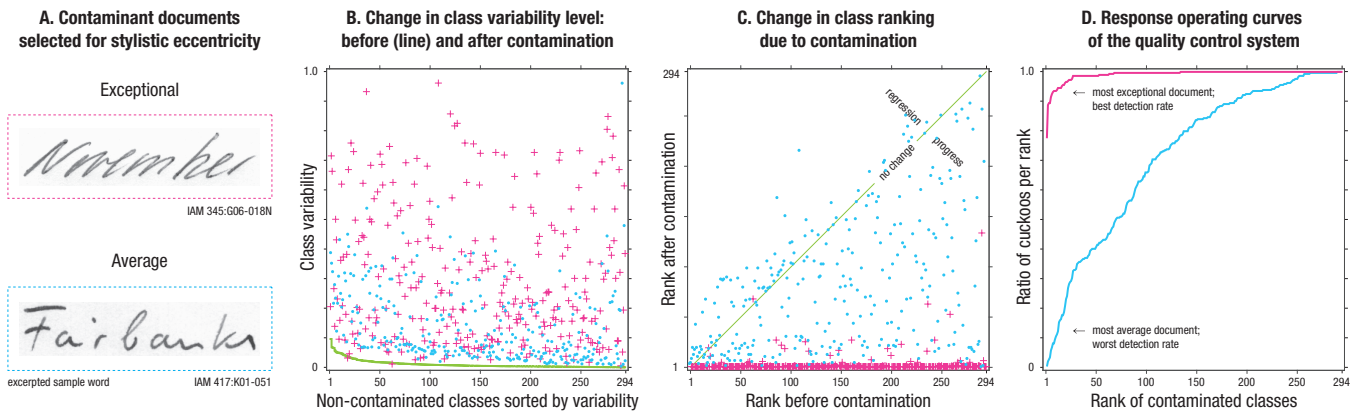 A. Contaminant documents
selected for stylistic eccentricity
Exceptional
November
IAM 345:G06-018N
Average
Fairbanks
excerpted sample word
IAM 417:K01-051
B. Change in class variability level:
before (line) and after contamination
Class variability
1.0
0
1
50
100
150
200
250
294
Non-contaminated classes sorted by variability
C. Change in class ranking
due to contamination
Rank after contamination
294
1
regression
no change
progress
1
50
100
150
200
250
294
Rank before contamination
D. Response operating curves
of the quality control system
Ratio of cuckoos per rank
1.0
0
← most exceptional document;
best detection rate
← most average document;
worst detection rate
1
50
100
150
200
250
294
Rank of contaminated classes